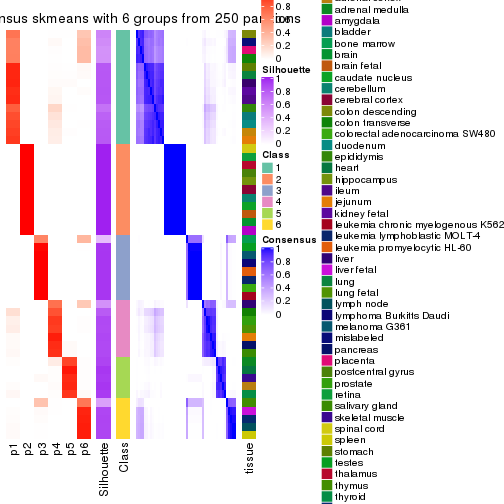 nsus skmeans with 6 groups from 250 par
ions
0.8
0.6
0.4
0.2
0
Silhouette
1
0.8
0.6
0.4
0.2
0
Class
1
2
3
4
5
6
Consensus
1
0.8
0.6
0.4
0.2
0
adrenal medulla
amygdala
bladder
bone marrow
brain
brain fetal
caudate nucleus
cerebellum
cerebral cortex
colon descending
colon transverse
colorectal adenocarcinoma SW480
duodenum
epididymis
heart
hippocampus
ileum
jejunum
kidney fetal
leukemia chronic myelogenous K562
leukemia lymphoblastic MOLT-4
leukemia promyelocytic HL-60
liver
liver fetal
lung
lung fetal
lymph node
lymphoma Burkitts Daudi
melanoma G361
mislabeled
pancreas
placenta
postcentral gyrus
prostate
retina
salivary gland
skeletal muscle
spinal cord
spleen
stomach
testes
thalamus
thymus
thyroid
p1
p2
p3
p4
p5
p6
Silhouette
Class
tissue